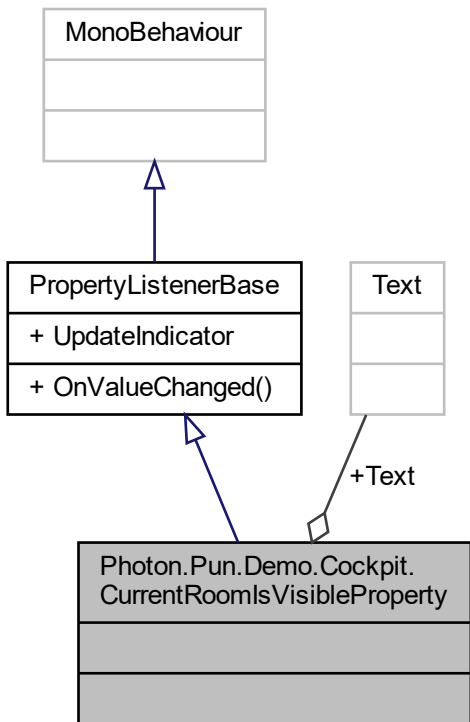 MonoBehaviour
PropertyListenerBase
+ UpdateIndicator
+ OnValueChanged()
Text
+Text
Photon.Pun.Demo.Cockpit.
CurrentRoomIsVisibleProperty